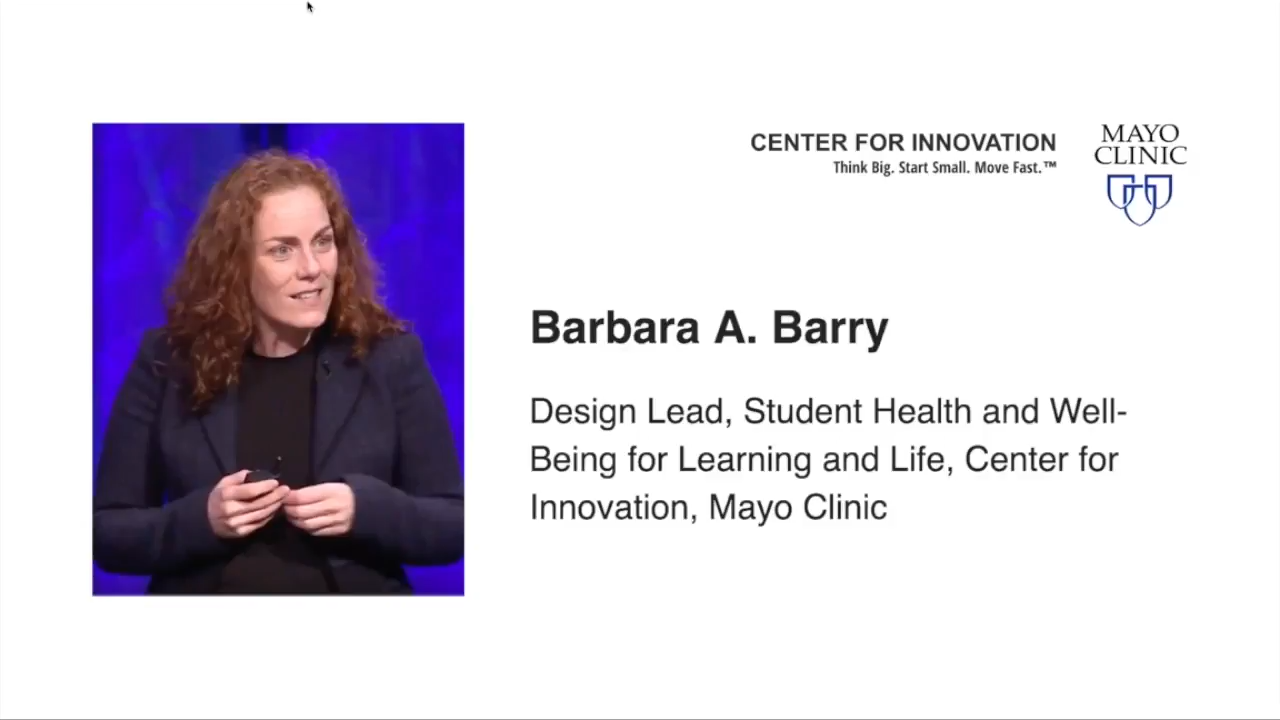 CENTER FOR INNOVATION
Think Big. Start Small. Move Fast.™
MAYO
CLINIC
Barbara A. Barry
Design Lead, Student Health and Well-
Being for Learning and Life, Center for
Innovation, Mayo Clinic